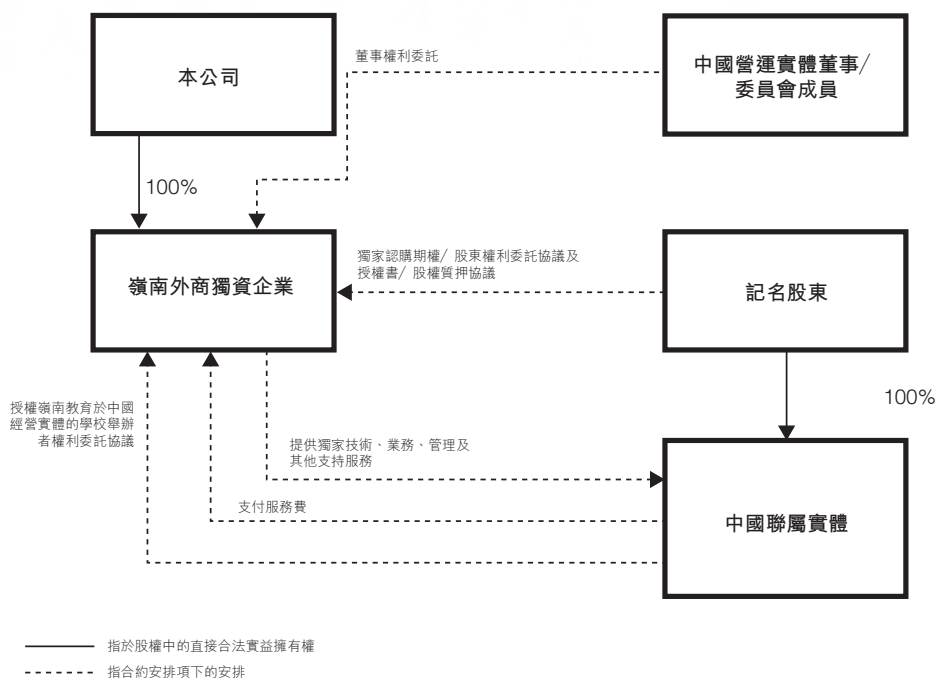 董事權利委託
本公司
中國營運實體董事/
委員會成員
100%
獨家認購期權/ 股東權利委託協議及
授權書/ 股權質押協議
嶺南外商獨資企業
記名股東
100%
授權嶺南教育於中國
經營實體的學校舉辦
者權利委託協議
提供獨家技術、業務、管理及
其他支持服務
支付服務費
中國聯屬實體
指於股權中的直接合法實益擁有權
指合約安排項下的安排